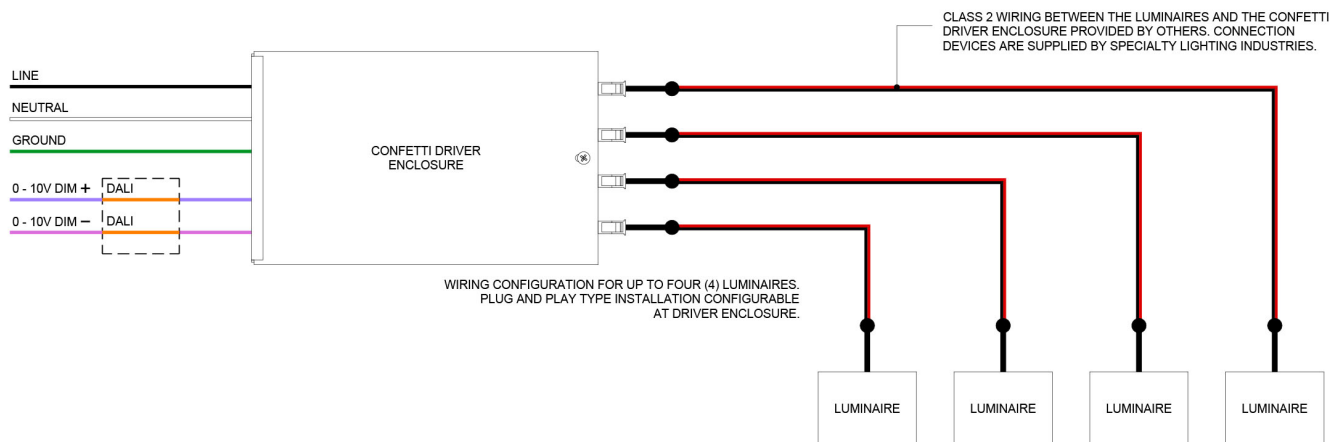 CLASS 2 WIRING BETWEEN THE LUMINAIRES AND THE CONFETTI
DRIVER ENCLOSURE PROVIDED BY OTHERS. CONNECTION
DEVICES ARE SUPPLIED BY SPECIALTY LIGHTING INDUSTRIES.
LINE
NEUTRAL
GROUND
0 - 10V DIM + DALI
0 - 10V DIM – DALI
CONFETTI DRIVER
ENCLOSURE
WIRING CONFIGURATION FOR UP TO FOUR (4) LUMINAIRES.
PLUG AND PLAY TYPE INSTALLATION CONFIGURABLE
AT DRIVER ENCLOSURE.
LUMINAIRE
LUMINAIRE
LUMINAIRE
LUMINAIRE